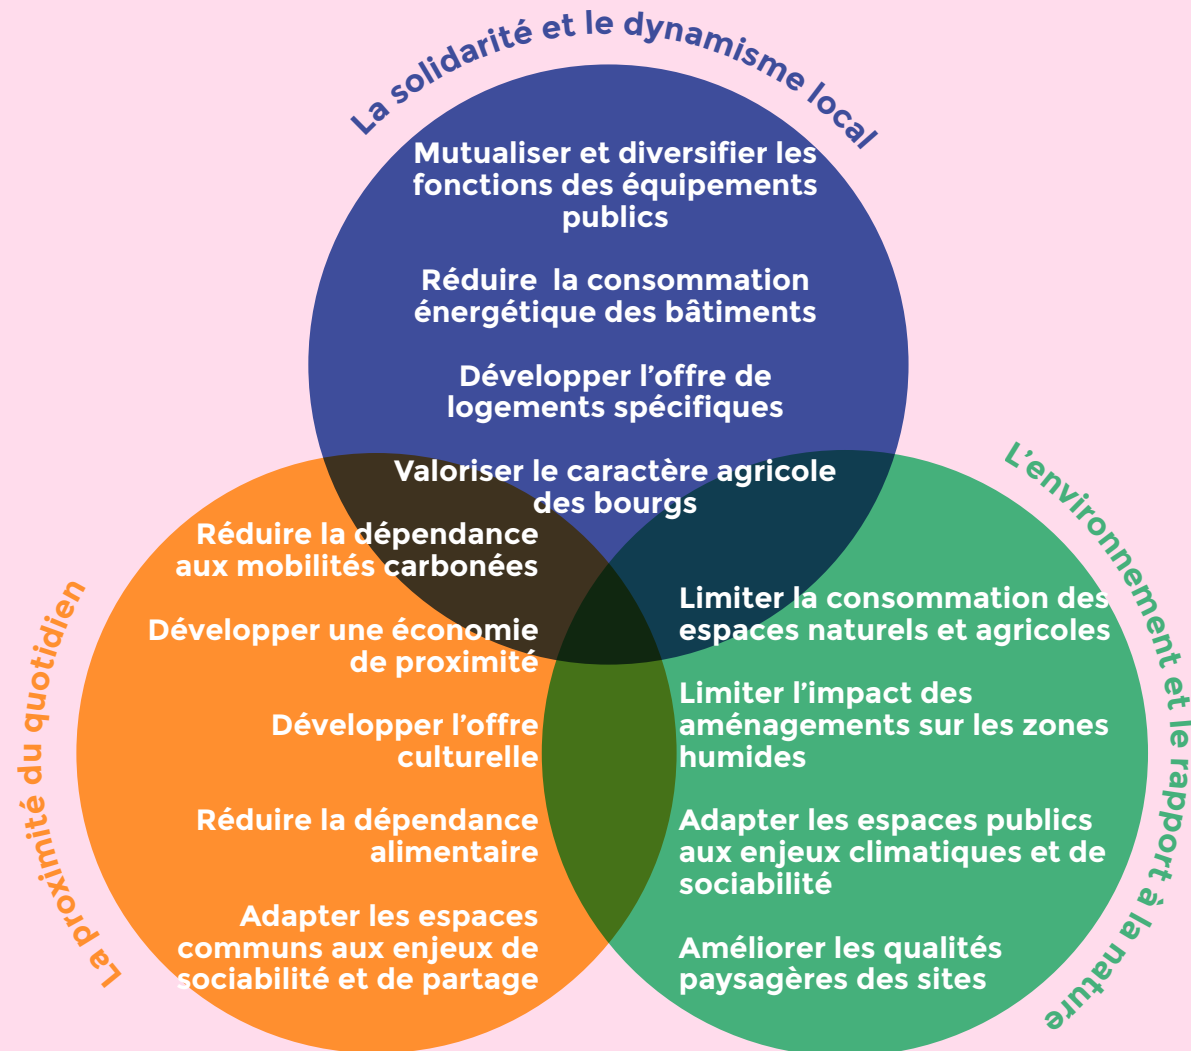 La solidarité et le dynamisme local
Mutualiser et diversifier les
fonctions des équipements
publics
Réduire la consommation
énergétique des bâtiments
Développer l'offre de
logements spécifiques
Valoriser le caractère agricole
des bourgs
La proximité du quotidien
Réduire la dépendance
aux mobilités carbonées
Développer une économie
de proximité
Développer l'offre
culturelle
Réduire la dépendance
alimentaire
Adapter les espaces
communs aux enjeux de
sociabilité et de partage
L'environnement et le rapport à la nature
Limiter la consommation des
espaces naturels et agricoles
Limiter l'impact des
aménagements sur les zones
humides
Adapter les espaces publics
aux enjeux climatiques et de
sociabilité
Améliorer les qualités
paysagères des sites